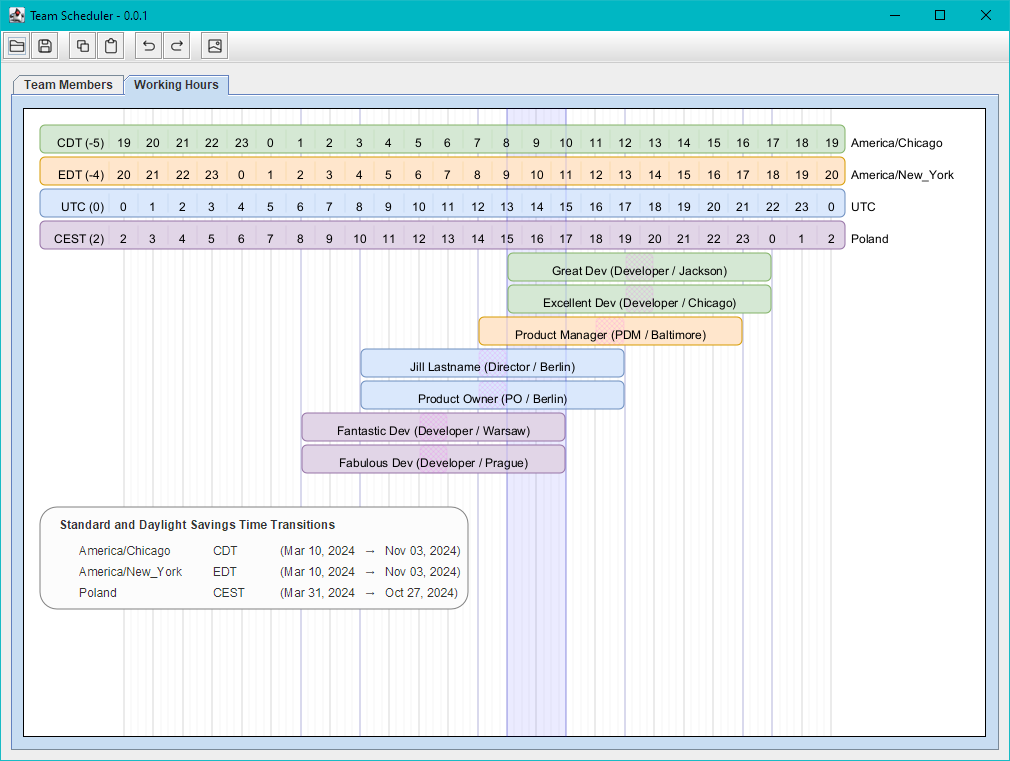 Team Scheduler - 0.0.1
Team Members Working Hours
CDT (-5) 19 20 21 22 23 0 1 2 3 4 5 6 7 8 9 10 11 12 13 14 15 16 17 18 19 America/Chicago
EDT (-4) 20 21 22 23 0 1 2 3 4 5 6 7 8 9 10 11 12 13 14 15 16 17 18 19 20 America/New_York
UTC (0) 0 1 2 3 4 5 6 7 8 9 10 11 12 13 14 15 16 17 18 19 20 21 22 23 0 UTC
CEST (2) 2 3 4 5 6 7 8 9 10 11 12 13 14 15 16 17 18 19 20 21 22 23 0 1 2 Poland
Great Dev (Developer / Jackson)
Excellent Dev (Developer / Chicago)
Product Manager (PDM / Baltimore)
Jill Lastname (Director / Berlin)
Product Owner (PO / Berlin)
Fantastic Dev (Developer / Warsaw)
Fabulous Dev (Developer / Prague)
Standard and Daylight Savings Time Transitions
America/Chicago CDT (Mar 10, 2024 → Nov 03, 2024)
America/New_York EDT (Mar 10, 2024 → Nov 03, 2024)
Poland CEST (Mar 31, 2024 → Oct 27, 2024)